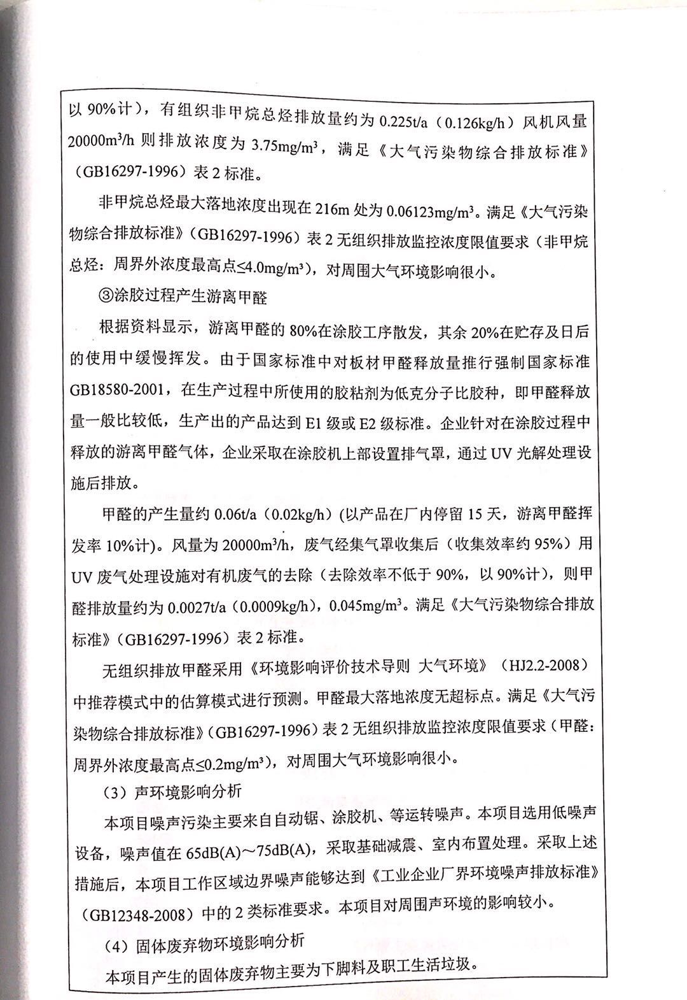 以 90%计），有组织非甲烷总烃排放量约为 0.225t/a（0.126kg/h）风机风量
20000m³/h 则排放浓度为 3.75mg/m³，满足《大气污染物综合排放标准》
（GB16297-1996）表 2 标准。
非甲烷总烃最大落地浓度出现在 216m 处为 0.06123mg/m³。满足《大气污染
物综合排放标准》（GB16297-1996）表 2 无组织排放监控浓度限值要求（非甲烷
总烃：周界外浓度最高点≤4.0mg/m³），对周围大气环境影响很小。
③涂胶过程产生游离甲醛
根据资料显示，游离甲醛的 80%在涂胶工序散发，其余 20%在贮存及日后
的使用中缓慢挥发。由于国家标准中对板材甲醛释放量推行强制国家标准
GB18580-2001，在生产过程中所使用的胶粘剂为低克分子比胶种，即甲醛释放
量一般比较低，生产出的产品达到 E1 级或 E2 级标准。企业针对在涂胶过程中
释放的游离甲醛气体，企业采取在涂胶机上部设置排气罩，通过 UV 光解处理设
施后排放。
甲醛的产生量约 0.06t/a（0.02kg/h）(以产品在厂内停留 15 天，游离甲醛挥
发率 10%计)。风量为 20000m³/h，废气经集气罩收集后（收集效率约 95%）用
UV 废气处理设施对有机废气的去除（去除效率不低于 90%，以 90%计），则甲
醛排放量约为 0.0027t/a（0.0009kg/h），0.045mg/m³。满足《大气污染物综合排放
标准》（GB16297-1996）表 2 标准。
无组织排放甲醛采用《环境影响评价技术导则 大气环境》（HJ2.2-2008）
中推荐模式中的估算模式进行预测。甲醛最大落地浓度无超标点。满足《大气污
染物综合排放标准》（GB16297-1996）表 2 无组织排放监控浓度限值要求（甲醛：
周界外浓度最高点≤0.2mg/m³），对周围大气环境影响很小。
（3）声环境影响分析
本项目噪声污染主要来自自动锯、涂胶机、等运转噪声。本项目选用低噪声
设备，噪声值在 65dB(A)～75dB(A)，采取基础减震、室内布置处理。采取上述
措施后，本项目工作区域边界噪声能够达到《工业企业厂界环境噪声排放标准》
（GB12348-2008）中的 2 类标准要求。本项目对周围声环境的影响较小。
（4）固体废弃物环境影响分析
本项目产生的固体废弃物主要为下脚料及职工生活垃圾。